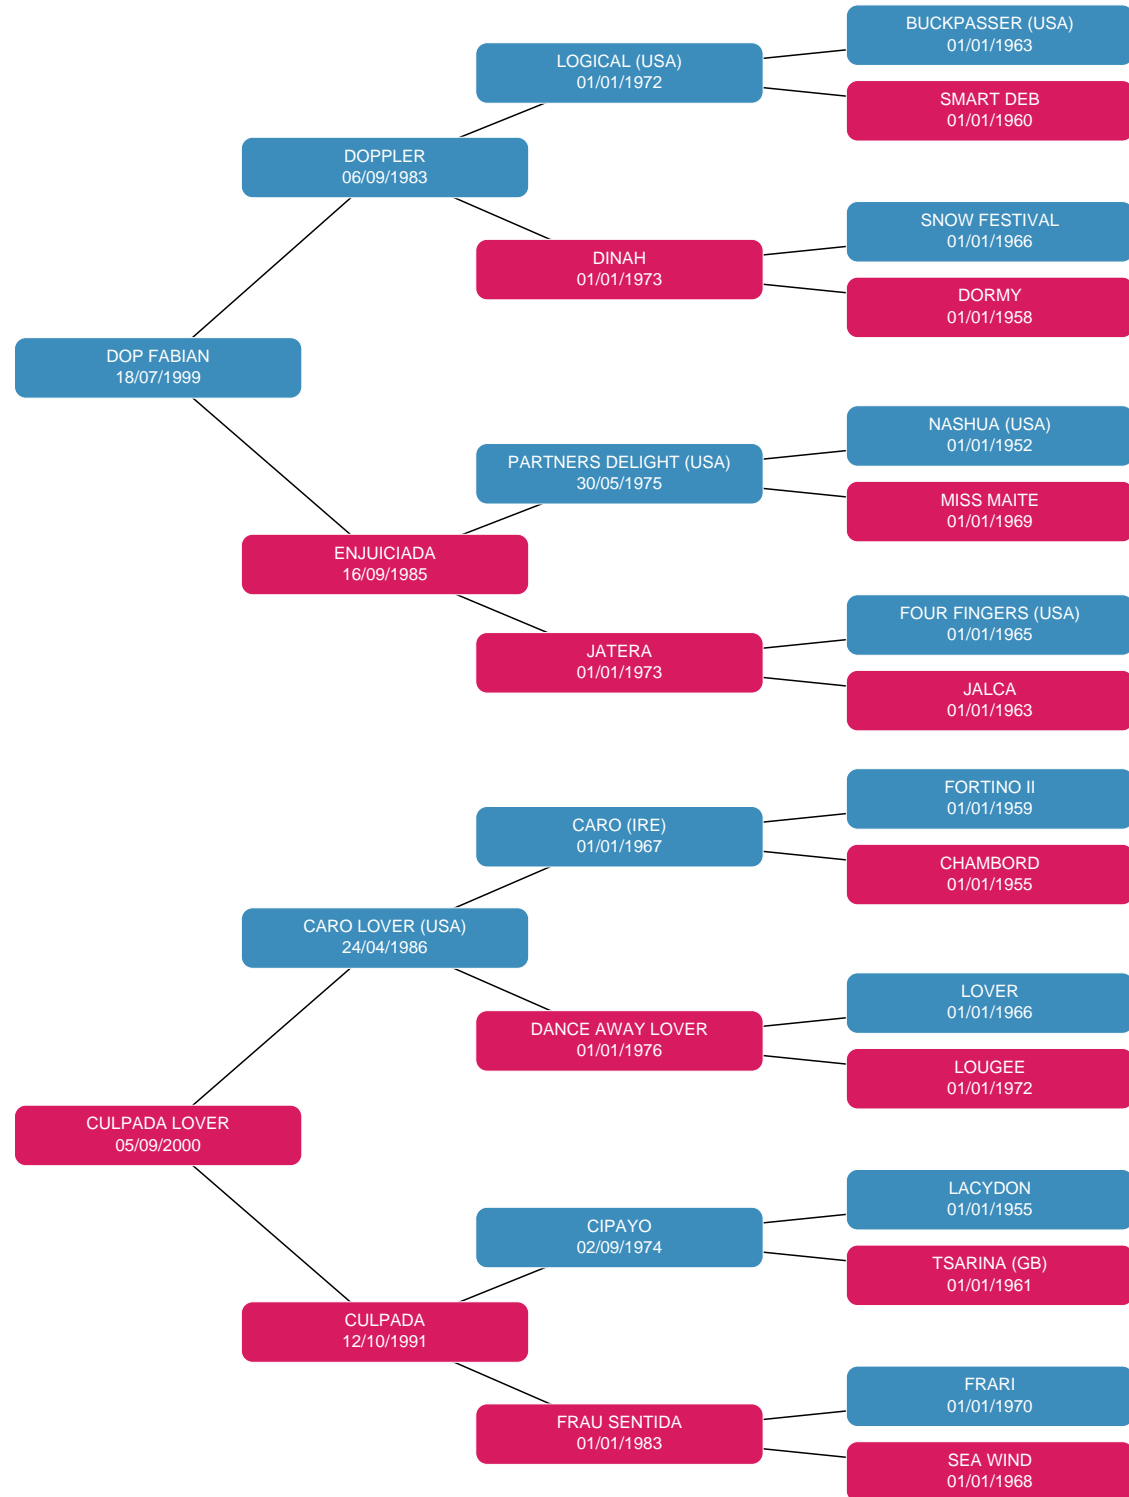 BUCKPASSER (USA)
01/01/1963
LOGICAL (USA)
01/01/1972
SMART DEB
01/01/1960
DOPPLER
06/09/1983
SNOW FESTIVAL
01/01/1966
DINAH
01/01/1973
DORMY
01/01/1958
DOP FABIAN
18/07/1999
NASHUA (USA)
01/01/1952
PARTNERS DELIGHT (USA)
30/05/1975
MISS MAITE
01/01/1969
ENJUICIADA
16/09/1985
FOUR FINGERS (USA)
01/01/1965
JATERA
01/01/1973
JALCA
01/01/1963
FORTINO II
01/01/1959
CARO (IRE)
01/01/1967
CHAMBORD
01/01/1955
CARO LOVER (USA)
24/04/1986
LOVER
01/01/1966
DANCE AWAY LOVER
01/01/1976
LOUGEE
01/01/1972
CULPADA LOVER
05/09/2000
LACYDON
01/01/1955
CIPAYO
02/09/1974
TSARINA (GB)
01/01/1961
CULPADA
12/10/1991
FRARI
01/01/1970
FRAU SENTIDA
01/01/1983
SEA WIND
01/01/1968